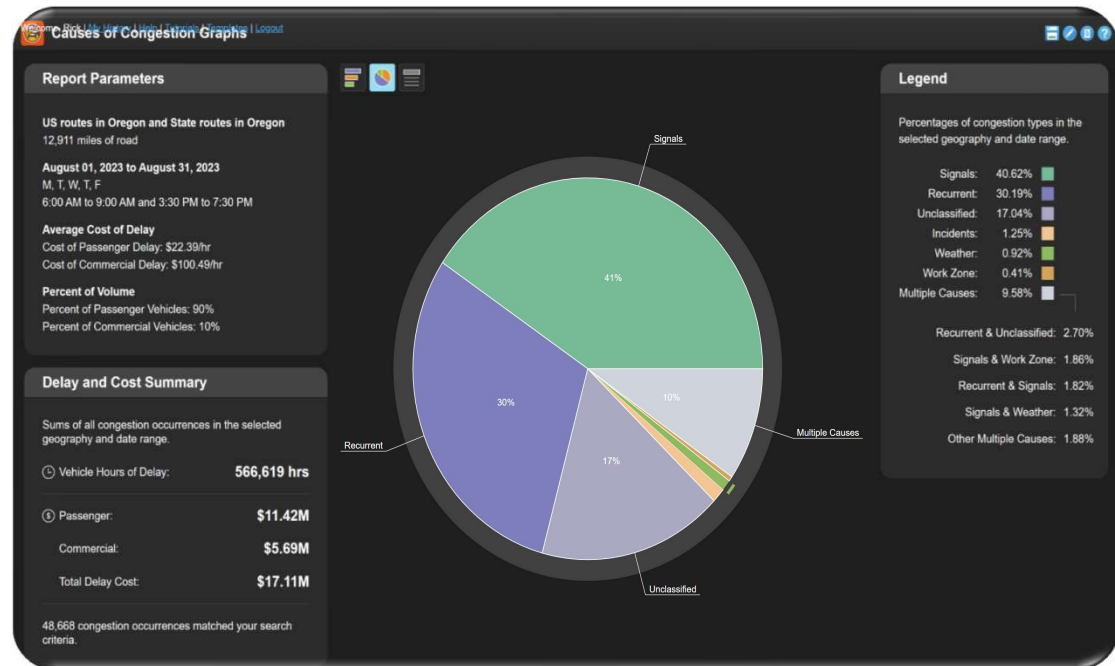 Welcome, Rick | My History | Help | Tutorials | Templates | Logout
Causes of Congestion Graphs
Report Parameters
US routes in Oregon and State routes in Oregon
12,911 miles of road
August 01, 2023 to August 31, 2023
M, T, W, T, F
6:00 AM to 9:00 AM and 3:30 PM to 7:30 PM
Average Cost of Delay
Cost of Passenger Delay: $22.39/hr
Cost of Commercial Delay: $100.49/hr
Percent of Volume
Percent of Passenger Vehicles: 90%
Percent of Commercial Vehicles: 10%
Delay and Cost Summary
Sums of all congestion occurrences in the selected
geography and date range.
Vehicle Hours of Delay: 566,619 hrs
Passenger: $11.42M
Commercial: $5.69M
Total Delay Cost: $17.11M
48,668 congestion occurrences matched your search
criteria.
Signals
41%
30%
10%
Recurrent
Multiple Causes
17%
Unclassified
Legend
Percentages of congestion types in the
selected geography and date range.
Signals: 40.62%
Recurrent: 30.19%
Unclassified: 17.04%
Incidents: 1.25%
Weather: 0.92%
Work Zone: 0.41%
Multiple Causes: 9.58%
Recurrent & Unclassified: 2.70%
Signals & Work Zone: 1.86%
Recurrent & Signals: 1.82%
Signals & Weather: 1.32%
Other Multiple Causes: 1.88%